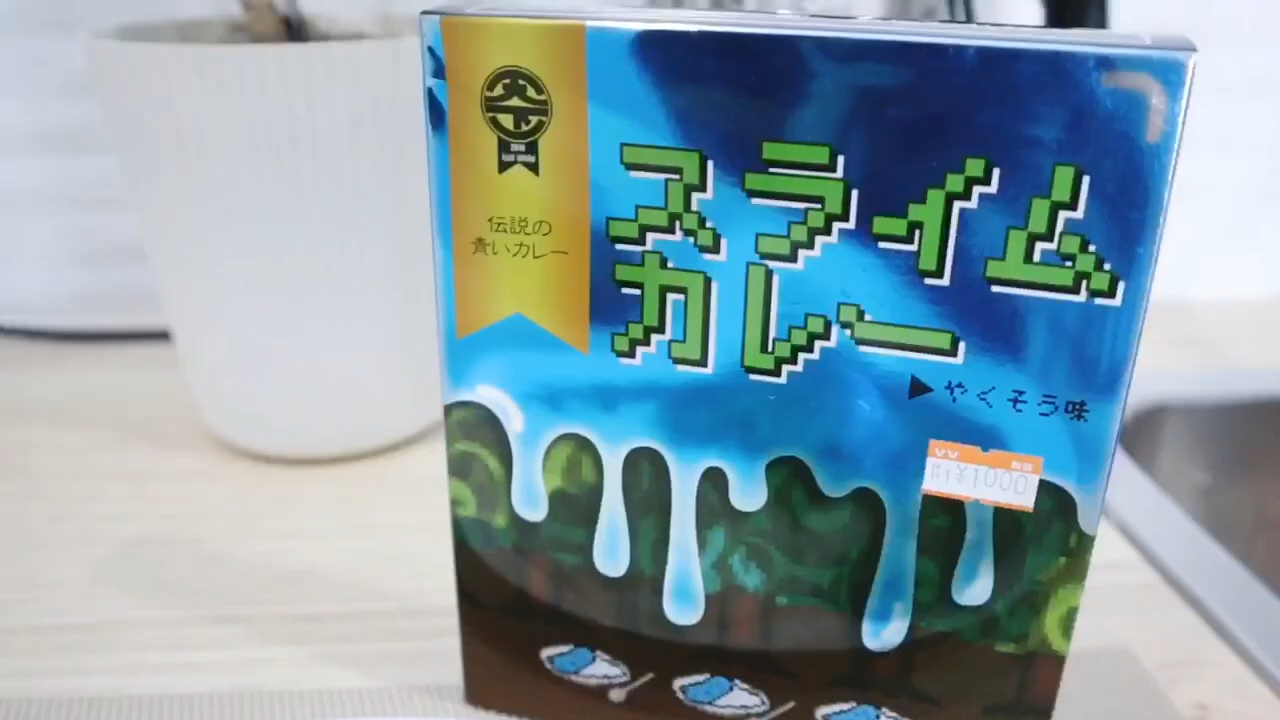 伝説の
青いカレー
スライム
カレー
▶やくそう味
¥1000